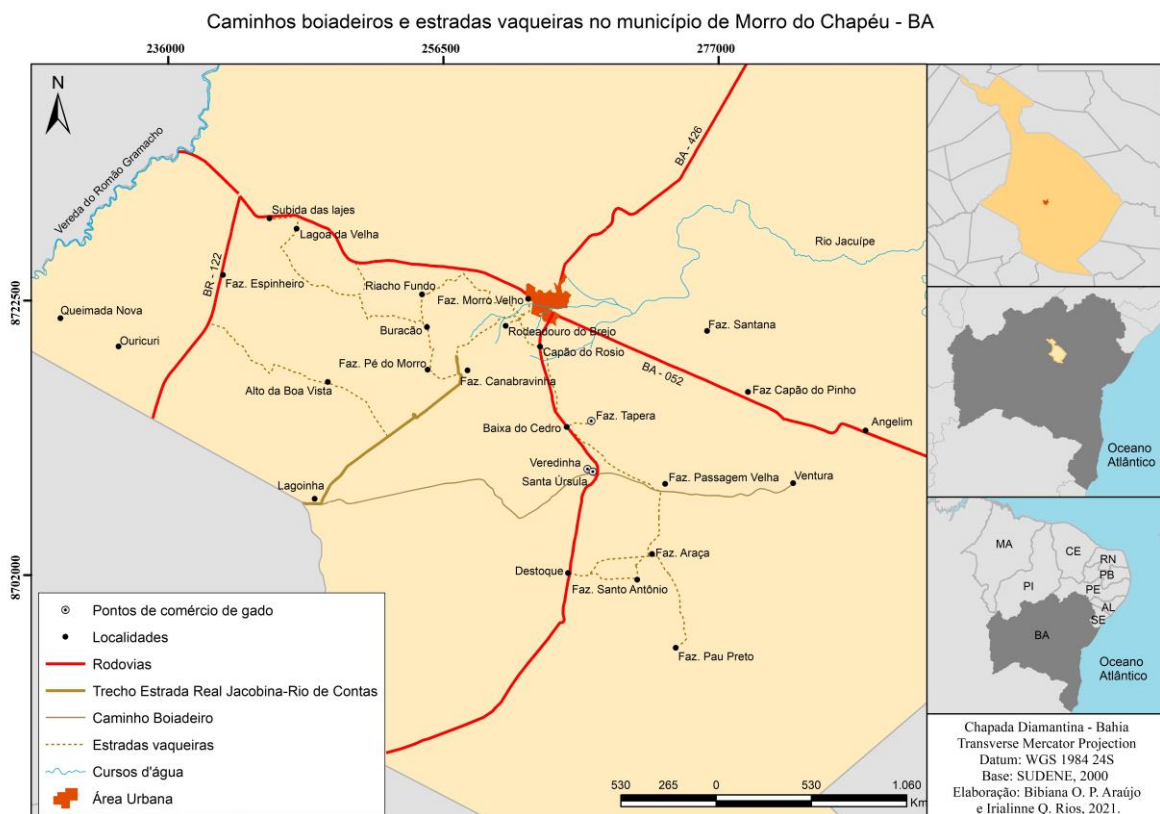 Caminhos boiadeiros e estradas vaqueiras no município de Morro do Chapéu - BA
236000
256500
277000
N
Vereda do Romão Gramacho
BA - 426
Subida das lajes
Lagoa da Velha
Rio Jacuípe
BR - 122
Faz. Espinheiro
Riacho Fundo
Faz. Morro Velho
8722500
Queimada Nova
Buracão
Rodeadouro do Brejo
Faz. Santana
Ouricuri
Capão do Rosio
Faz. Pé do Morro
Faz. Canabravinha
BA - 052
Alto da Boa Vista
Faz Capão do Pinho
Faz. Tapera
Baixa do Cedro
Angelim
Veredinha
Santa Úrsula
Faz. Passagem Velha
Ventura
Lagoinha
Faz. Araça
8702000
Destoque
Faz. Santo Antônio
Faz. Pau Preto
Pontos de comércio de gado
Localidades
Rodovias
Trecho Estrada Real Jacobina-Rio de Contas
Caminho Boiadeiro
Estradas vaqueiras
Cursos d'água
Área Urbana
530 265 0 530 1.060
Km
Oceano
Atlântico
MA
CE
RN
PB
PI
PE
AL
SE
BA
Oceano
Atlântico
Chapada Diamantina - Bahia
Transverse Mercator Projection
Datum: WGS 1984 24S
Base: SUDENE, 2000
Elaboração: Bibiana O. P. Araújo
e Irialinne Q. Rios, 2021.